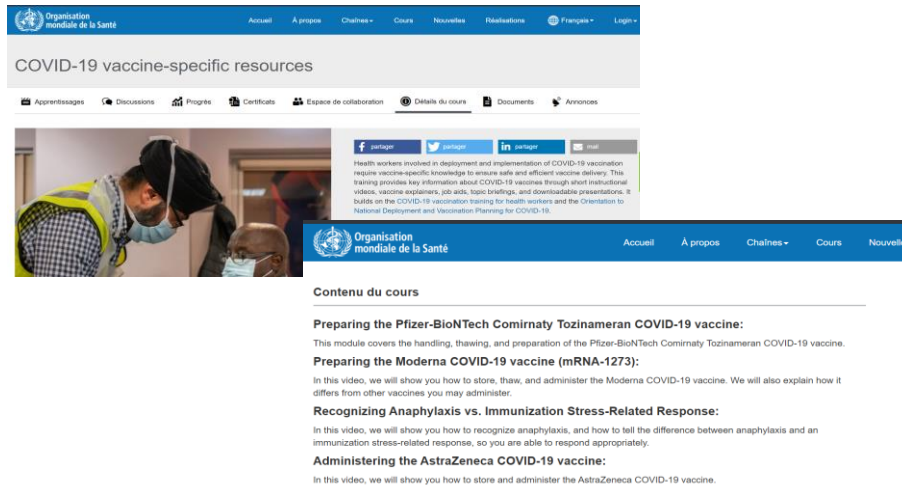 Organisation
mondiale de la Santé
Accueil À propos Chaînes Cours Nouvelles Réalisations Français Login
COVID-19 vaccine-specific resources
Apprentissages Discussions Progrès Certificats Espace de collaboration Détails du cours Documents Annonces
partager partager partager mail
Health workers involved in deployment and implementation of COVID-19 vaccination
require vaccine-specific knowledge to ensure safe and efficient vaccine delivery. This
training provides key information about COVID-19 vaccines through short instructional
videos, vaccine explainers, job aids, topic briefings, and downloadable presentations. It
builds on the COVID-19 vaccination training for health workers and the Orientation to
National Deployment and Vaccination Planning for COVID-19.
Organisation
mondiale de la Santé
Accueil À propos Chaînes Cours Nouvelle
Contenu du cours
Preparing the Pfizer-BioNTech Comirnaty Tozinameran COVID-19 vaccine:
This module covers the handling, thawing, and preparation of the Pfizer-BioNTech Comirnaty Tozinameran COVID-19 vaccine.
Preparing the Moderna COVID-19 vaccine (mRNA-1273):
In this video, we will show you how to store, thaw, and administer the Moderna COVID-19 vaccine. We will also explain how it
differs from other vaccines you may administer.
Recognizing Anaphylaxis vs. Immunization Stress-Related Response:
In this video, we will show you how to recognize anaphylaxis, and how to tell the difference between anaphylaxis and an
immunization stress-related response, so you are able to respond appropriately.
Administering the AstraZeneca COVID-19 vaccine:
In this video, we will show you how to store and administer the AstraZeneca COVID-19 vaccine.